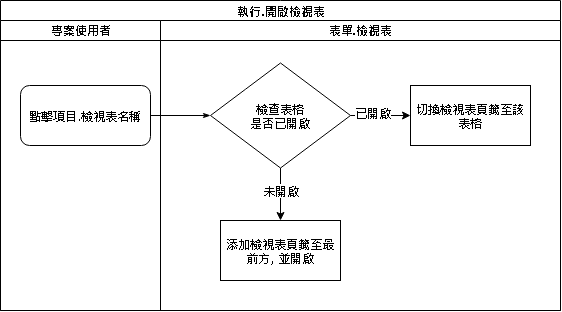 執行.開啟檢視表
專案使用者
表單.檢視表
點擊項目.檢視表名稱
檢查表格
是否已開啟
已開啟
切換檢視表頁籤至該
表格
未開啟
添加檢視表頁籤至最
前方, 並開啟